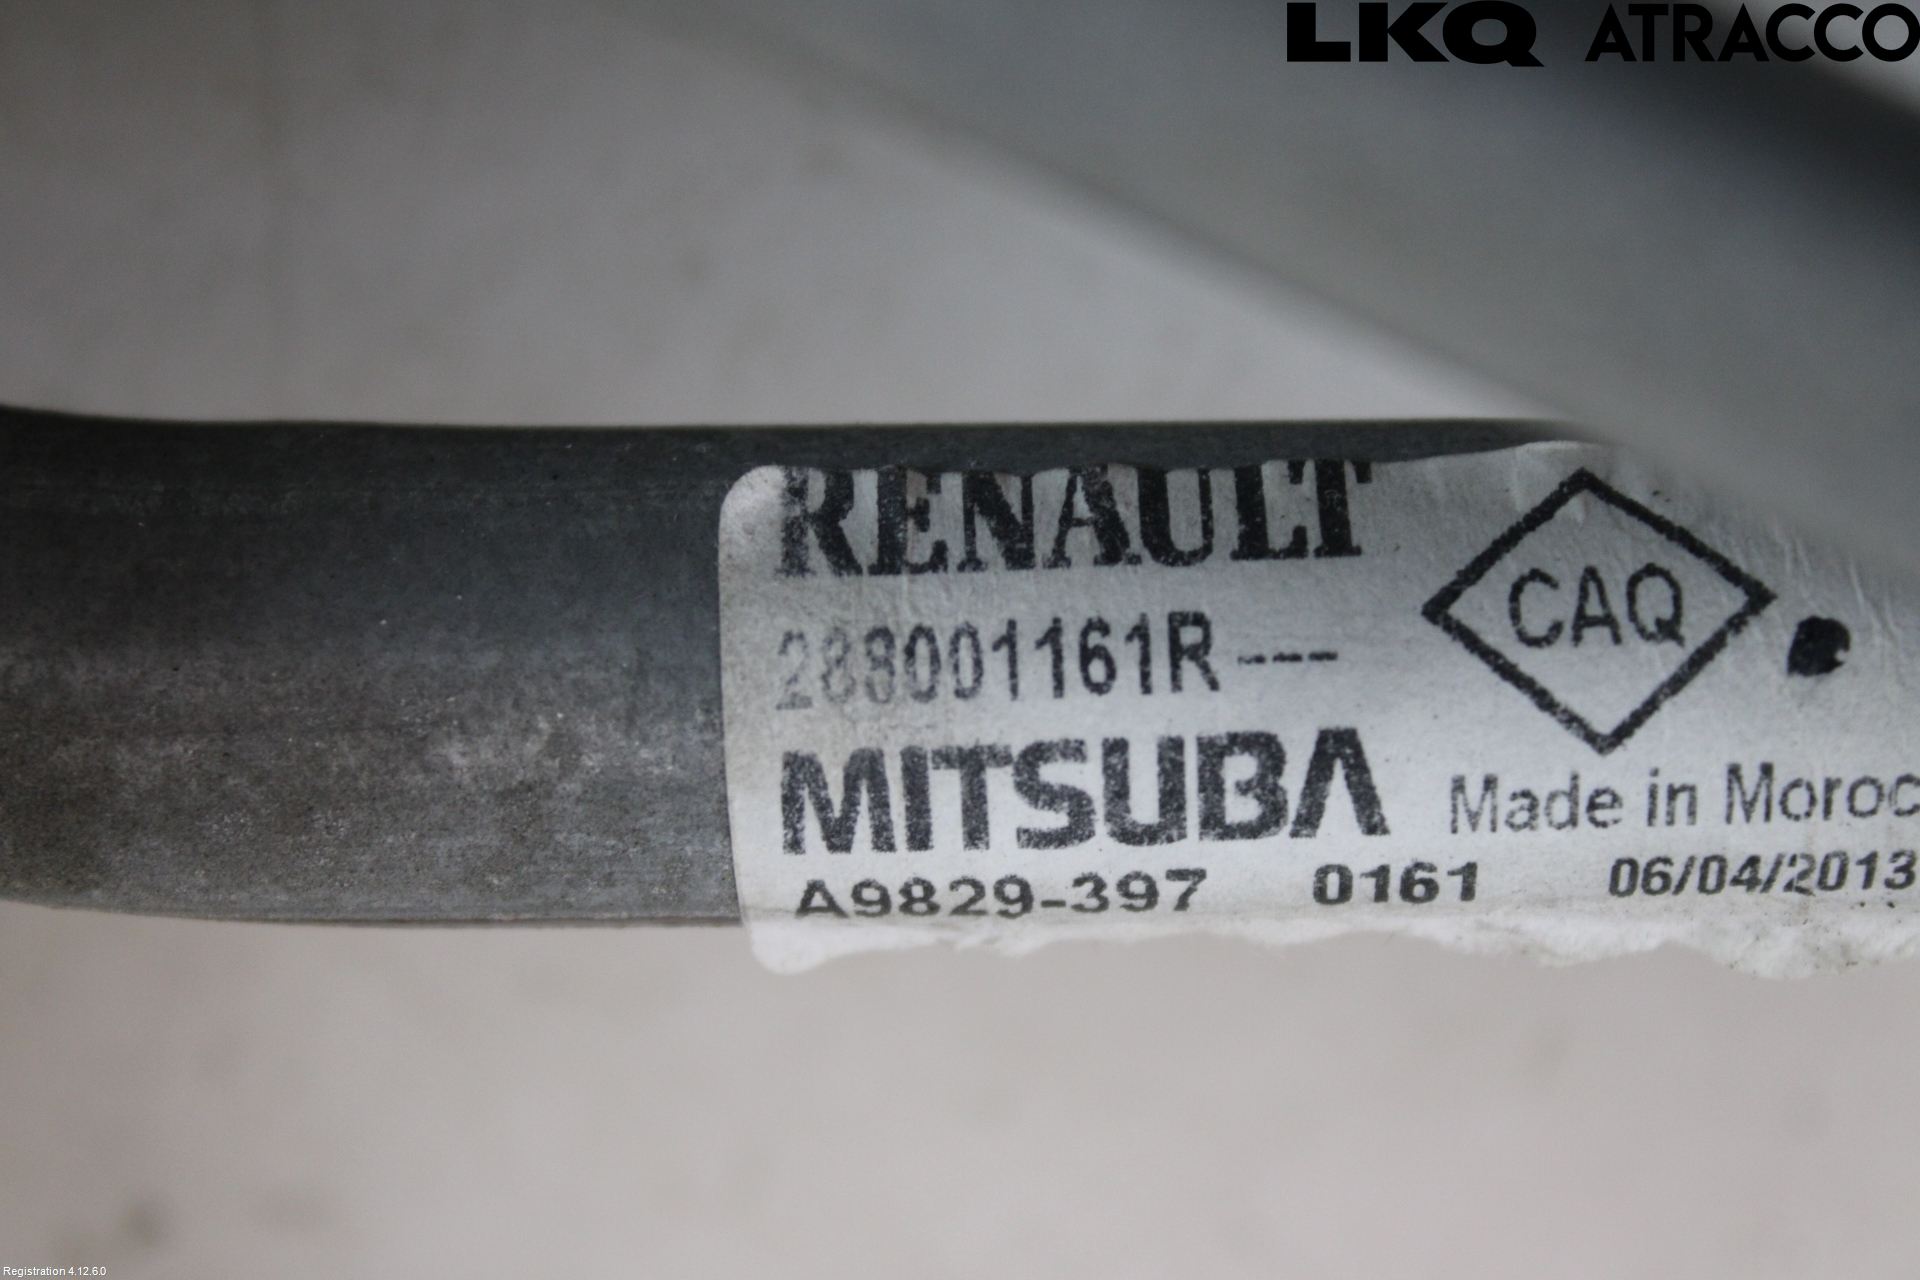 LKQ ATRACCO
RENAULT
288001161R----
CAQ
MITSUBA
Made in Moroc
A9829-397 0161 06/04/2013
Registration 4.12.6.0